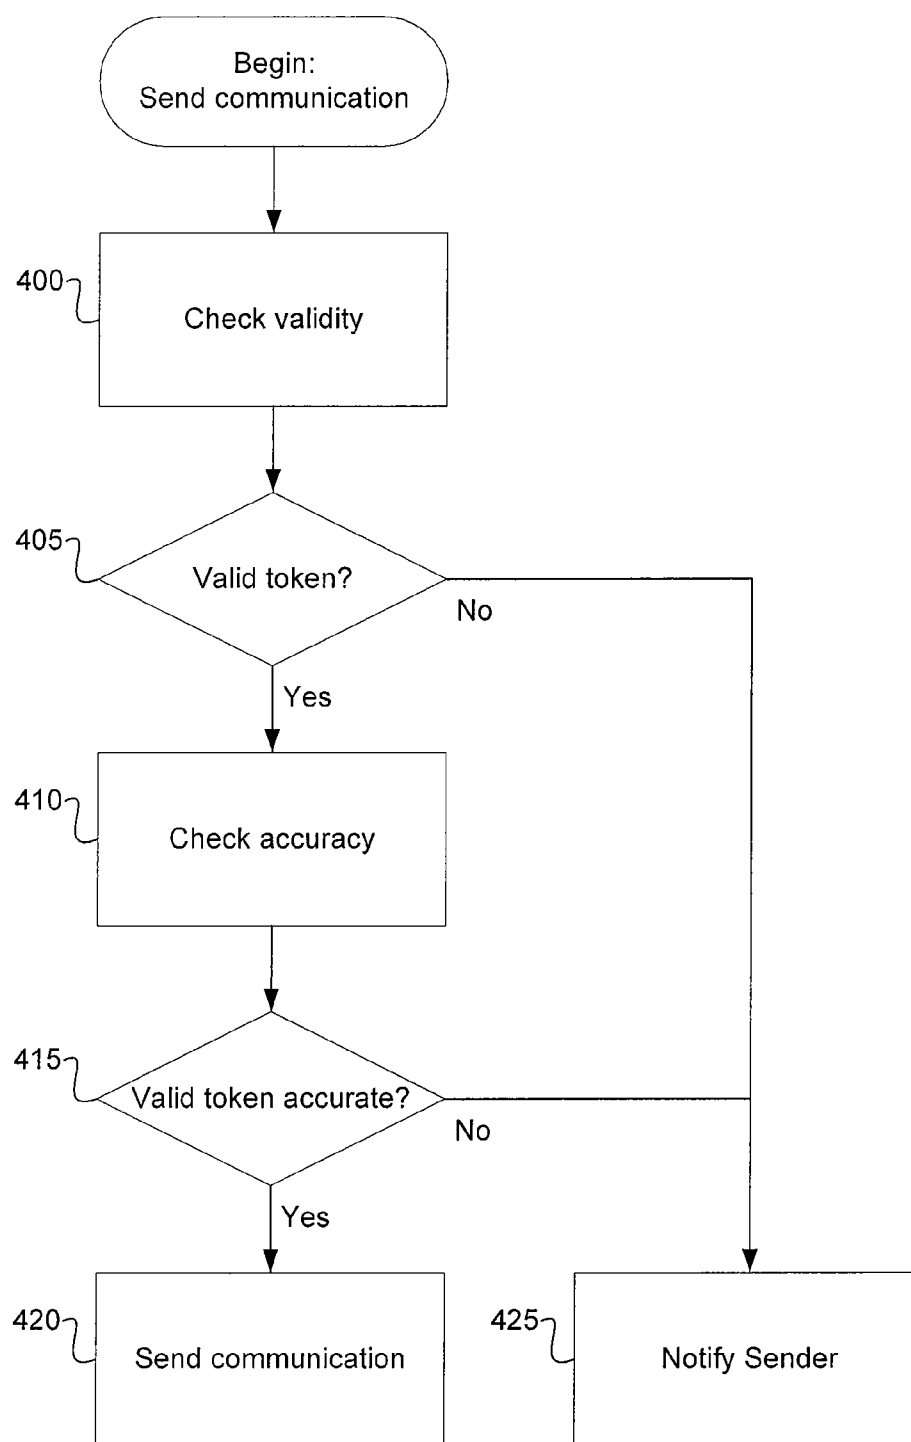 Begin:
Send communication
400
Check validity
405
Valid token?
No
Yes
410
Check accuracy
415
Valid token accurate?
No
Yes
420
Send communication
425
Notify Sender